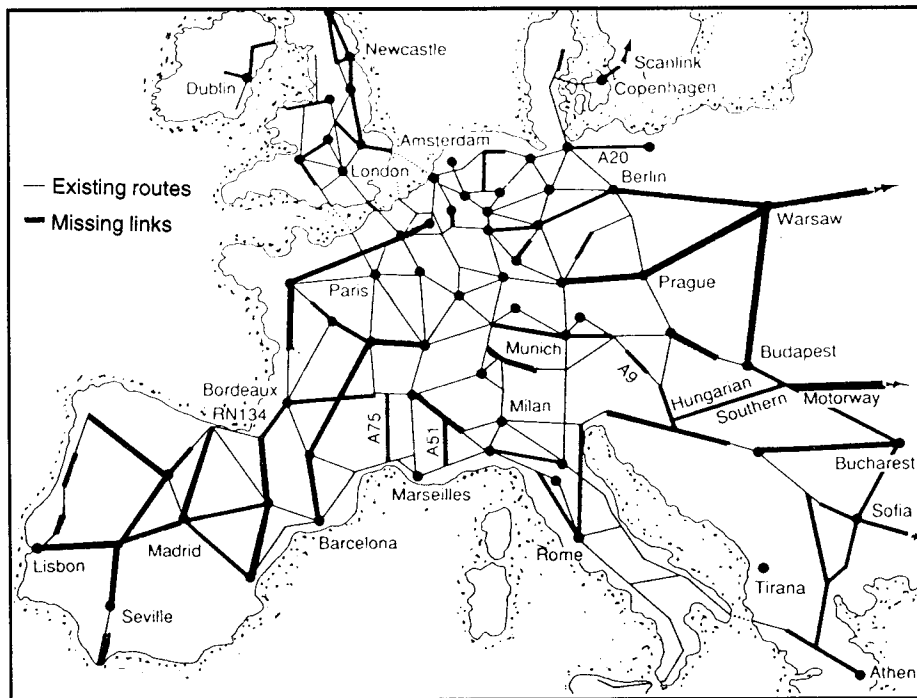 Newcastle
Scanlink
Copenhagen
Dublin
Amsterdam
A20
London
Berlin
Existing routes
Missing links
Warsaw
Paris
Prague
Munich
Budapest
A9
Bordeaux
RN134
Hungarian
Southern
Motorway
Milan
A75
A51
Bucharest
Marseilles
Sofia
Madrid
Barcelona
Lisbon
Rome
Tirana
Seville
Athen